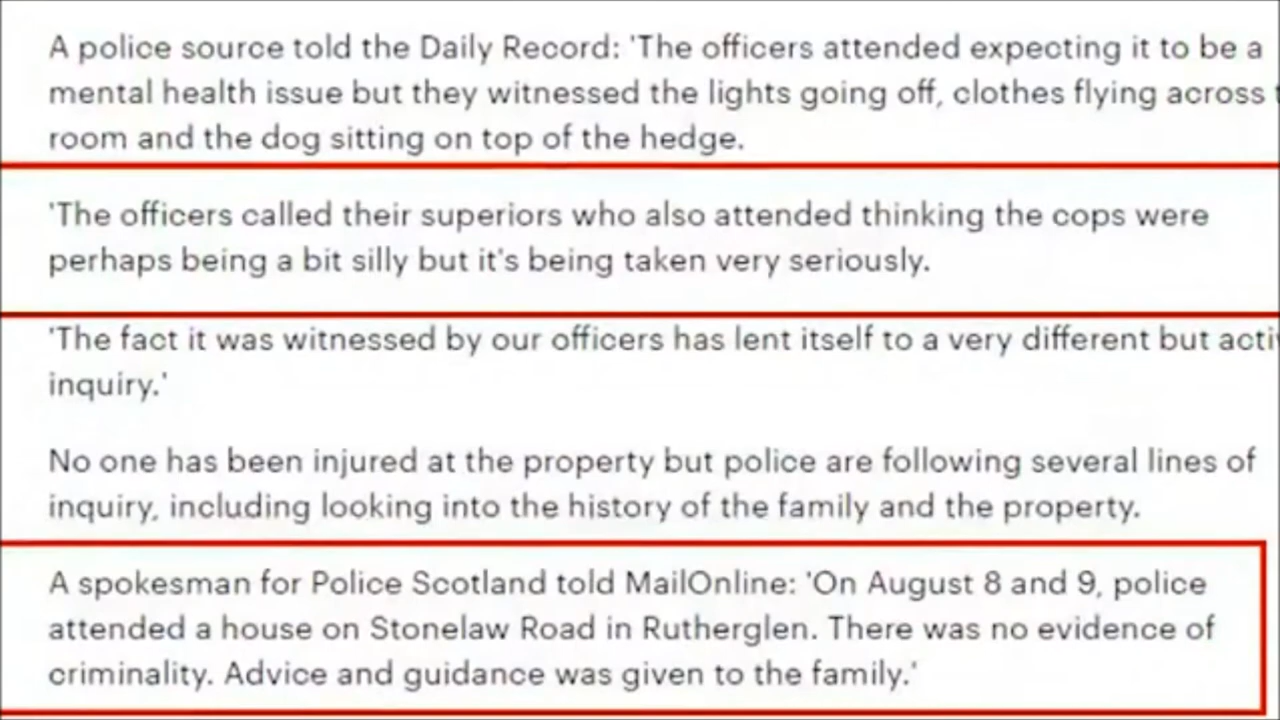 A police source told the Daily Record: 'The officers attended expecting it to be a
mental health issue but they witnessed the lights going off, clothes flying across
room and the dog sitting on top of the hedge.
'The officers called their superiors who also attended thinking the cops were
perhaps being a bit silly but it's being taken very seriously.
'The fact it was witnessed by our officers has lent itself to a very different but
inquiry.'
No one has been injured at the property but police are following several lines of
inquiry, including looking into the history of the family and the property.
A spokesman for Police Scotland told MailOnline: 'On August 8 and 9, police
attended a house on Stonelaw Road in Rutherglen. There was no evidence of
criminality. Advice and guidance was given to the family.'